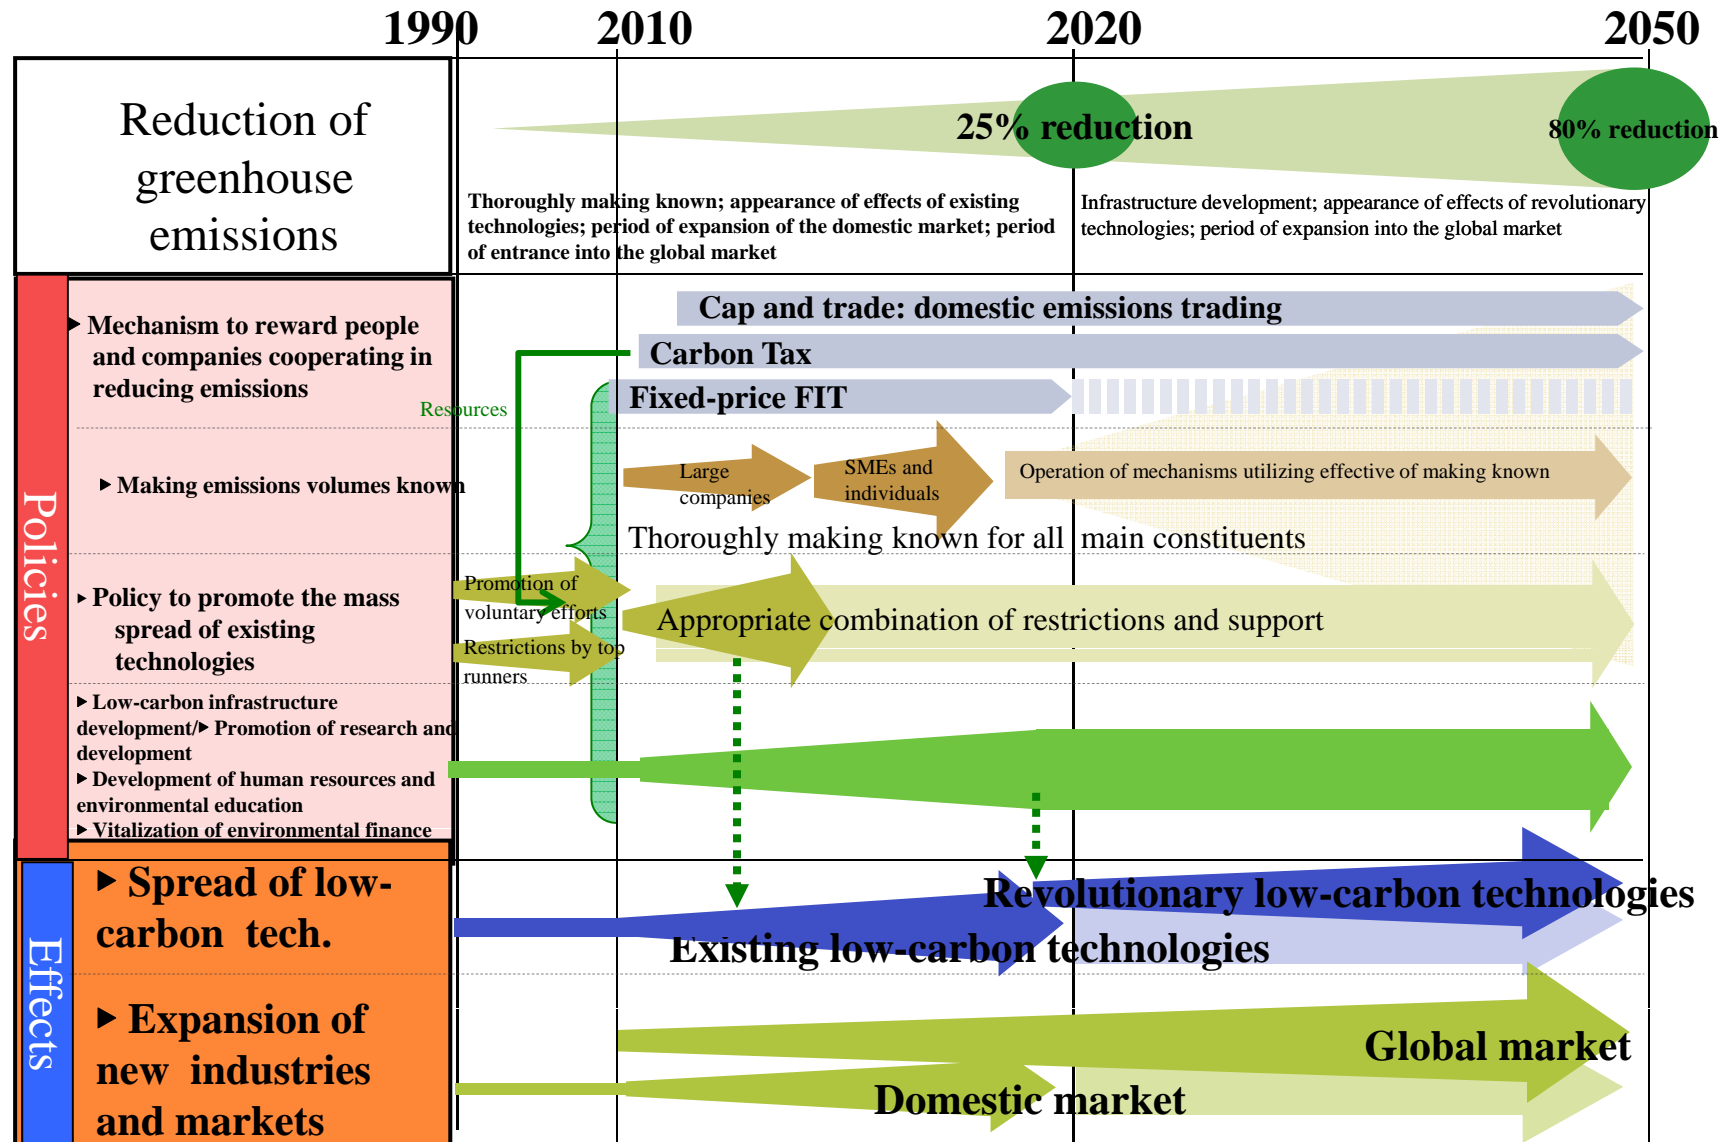 1990 2010 2020 2050
Reduction of
greenhouse
emissions
25% reduction
80% reduction
Thoroughly making known; appearance of effects of existing
technologies; period of expansion of the domestic market; period
of entrance into the global market
Infrastructure development; appearance of effects of revolutionary
technologies; period of expansion into the global market
Policies
Mechanism to reward people
and companies cooperating in
reducing emissions
Cap and trade: domestic emissions trading
Carbon Tax
Fixed-price FIT
Resources
Making emissions volumes known
Large
companies
SMEs and
individuals
Operation of mechanisms utilizing effective of making known
Thoroughly making known for all main constituents
Policy to promote the mass
spread of existing
technologies
Promotion of
voluntary efforts
Restrictions by top
runners
Appropriate combination of restrictions and support
Low-carbon infrastructure
development/ Promotion of research and
development
Development of human resources and
environmental education
Vitalization of environmental finance
Effects
Spread of low-
carbon tech.
Revolutionary low-carbon technologies
Existing low-carbon technologies
Expansion of
new industries
and markets
Global market
Domestic market